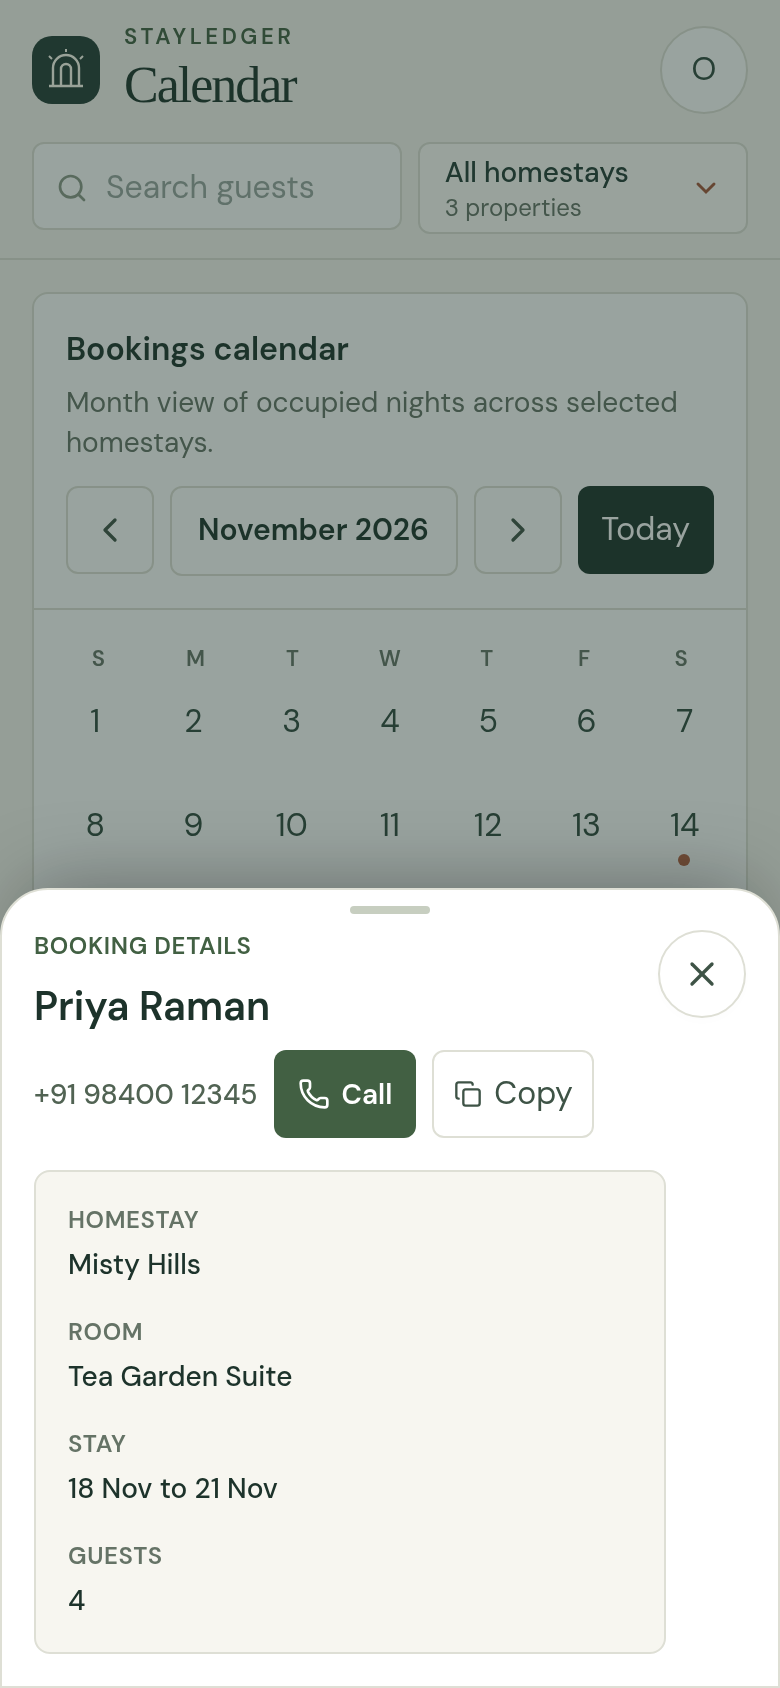 STAYLEDGER
Calendar
O
Search guests
All homestays
3 properties
Bookings calendar
Month view of occupied nights across selected
homestays.
November 2026
Today
S M T W T F S
1 2 3 4 5 6 7
8 9 10 11 12 13 14
BOOKING DETAILS
Priya Raman
+91 98400 12345
Call
Copy
HOMESTAY
Misty Hills
ROOM
Tea Garden Suite
STAY
18 Nov to 21 Nov
GUESTS
4